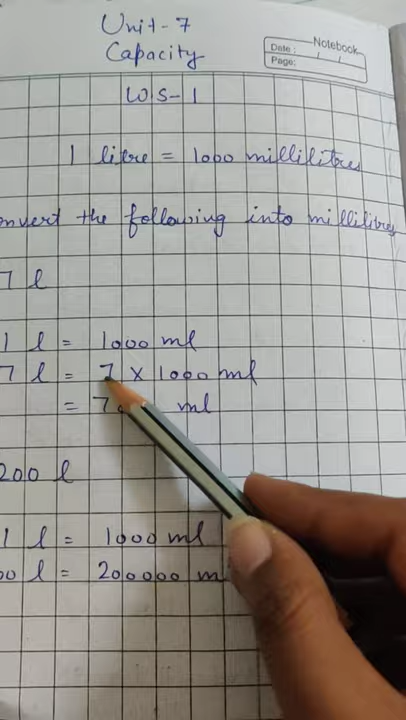 Unit-7
Capacity
Notebook
Date : / /
Page:
W.S-1
1 litre = 1000 millilitres
onvert the following into millilitres
7 l
1 l = 1000 ml
7 l = 7 x 1000 ml
= ml
200 l
1 l = 1000 ml
00 l = 200000 m